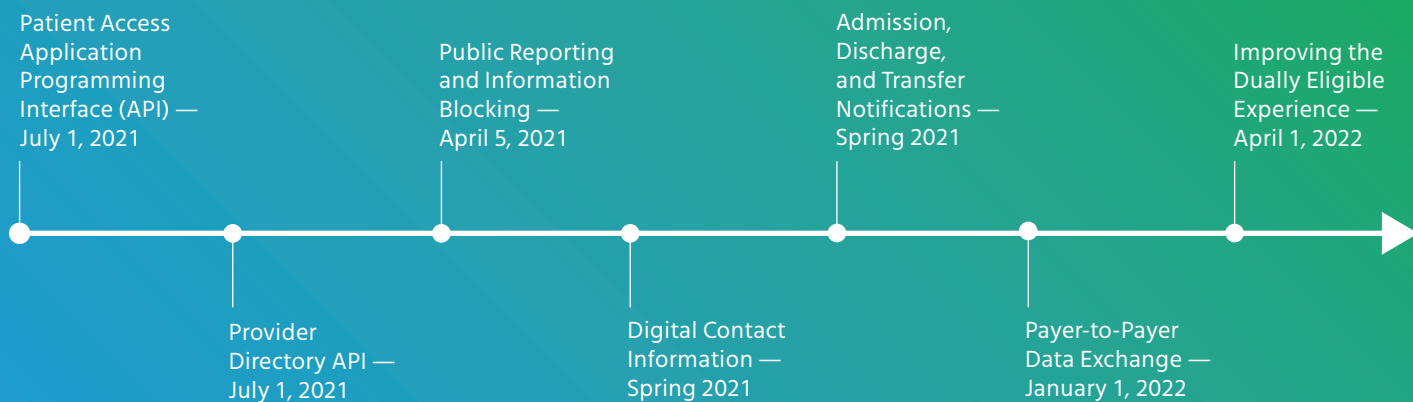 Patient Access
Application
Programming
Interface (API) —
July 1, 2021
Provider
Directory API —
July 1, 2021
Public Reporting
and Information
Blocking —
April 5, 2021
Digital Contact
Information —
Spring 2021
Admission,
Discharge,
and Transfer
Notifications —
Spring 2021
Payer-to-Payer
Data Exchange —
January 1, 2022
Improving the
Dually Eligible
Experience —
April 1, 2022